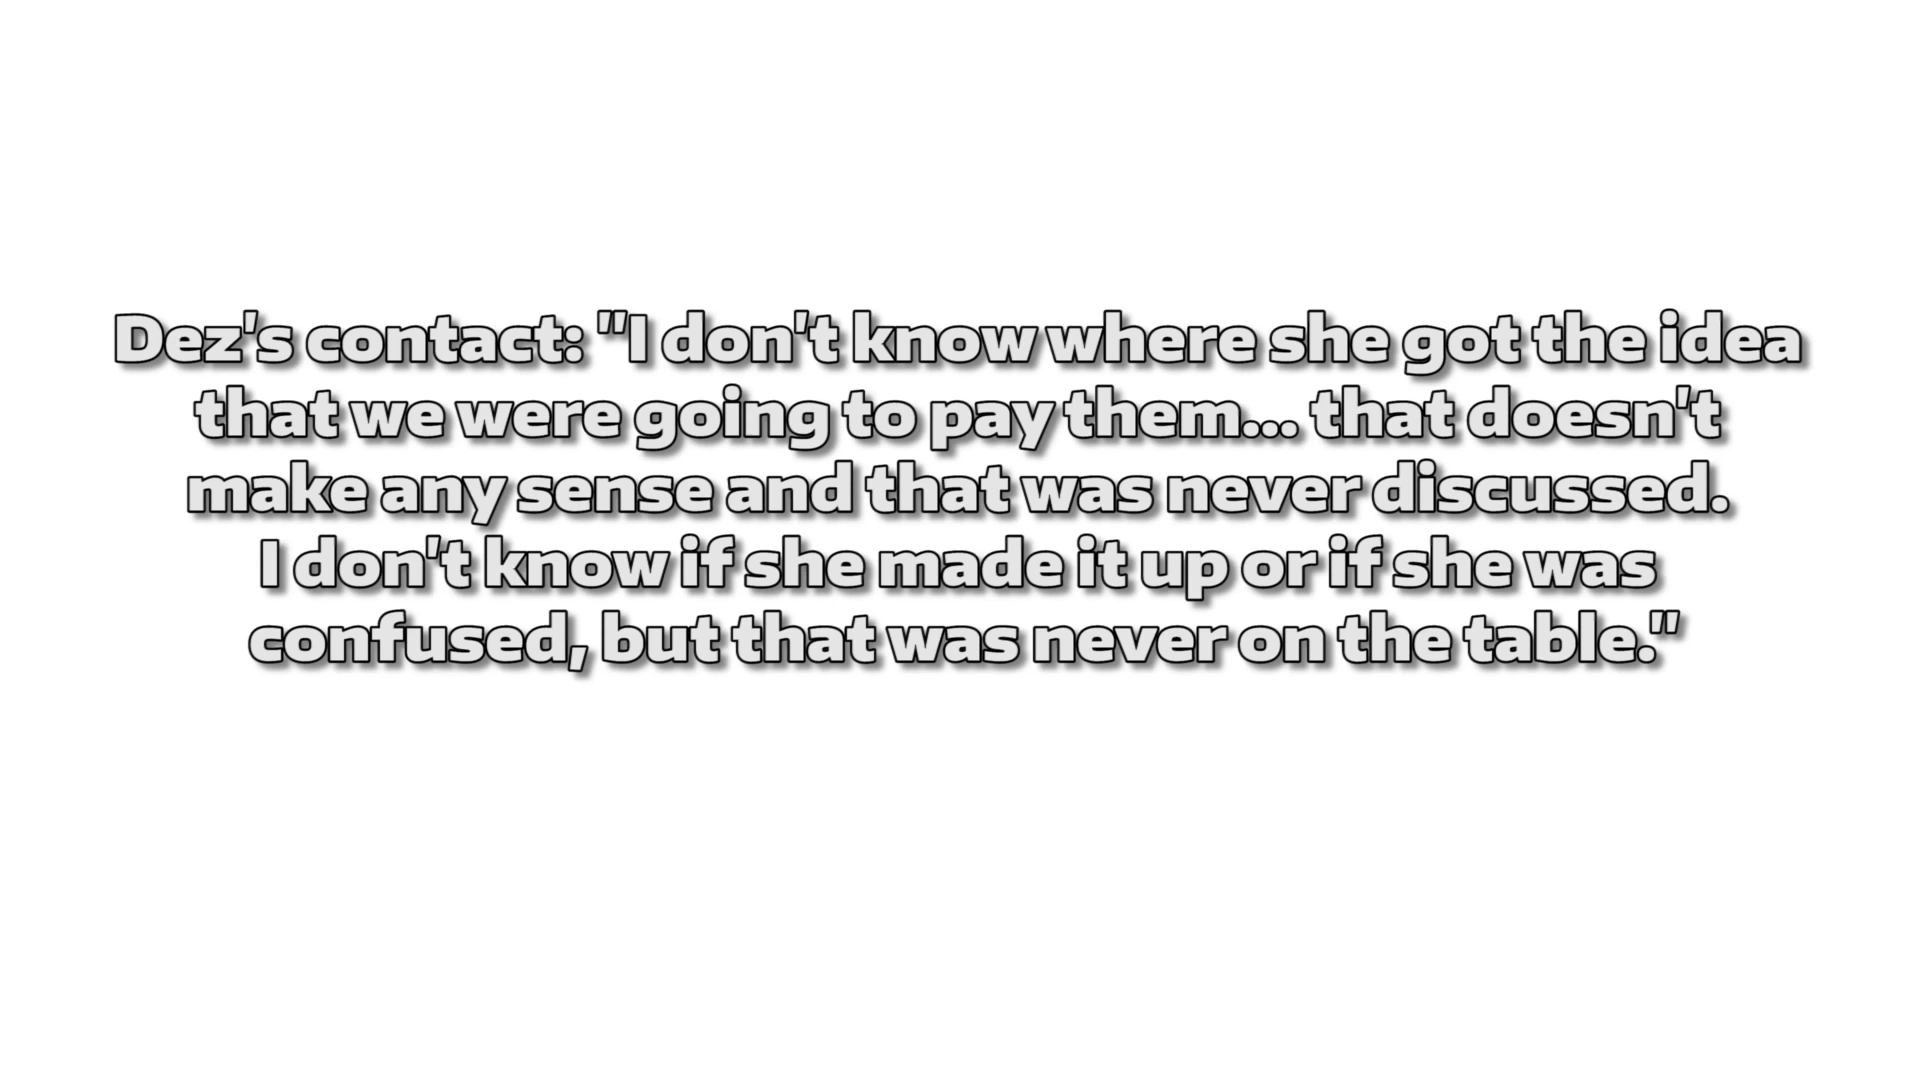 Dez's contact: "I don't know where she got the idea
that we were going to pay them... that doesn't
make any sense and that was never discussed.
I don't know if she made it up or if she was
confused, but that was never on the table."